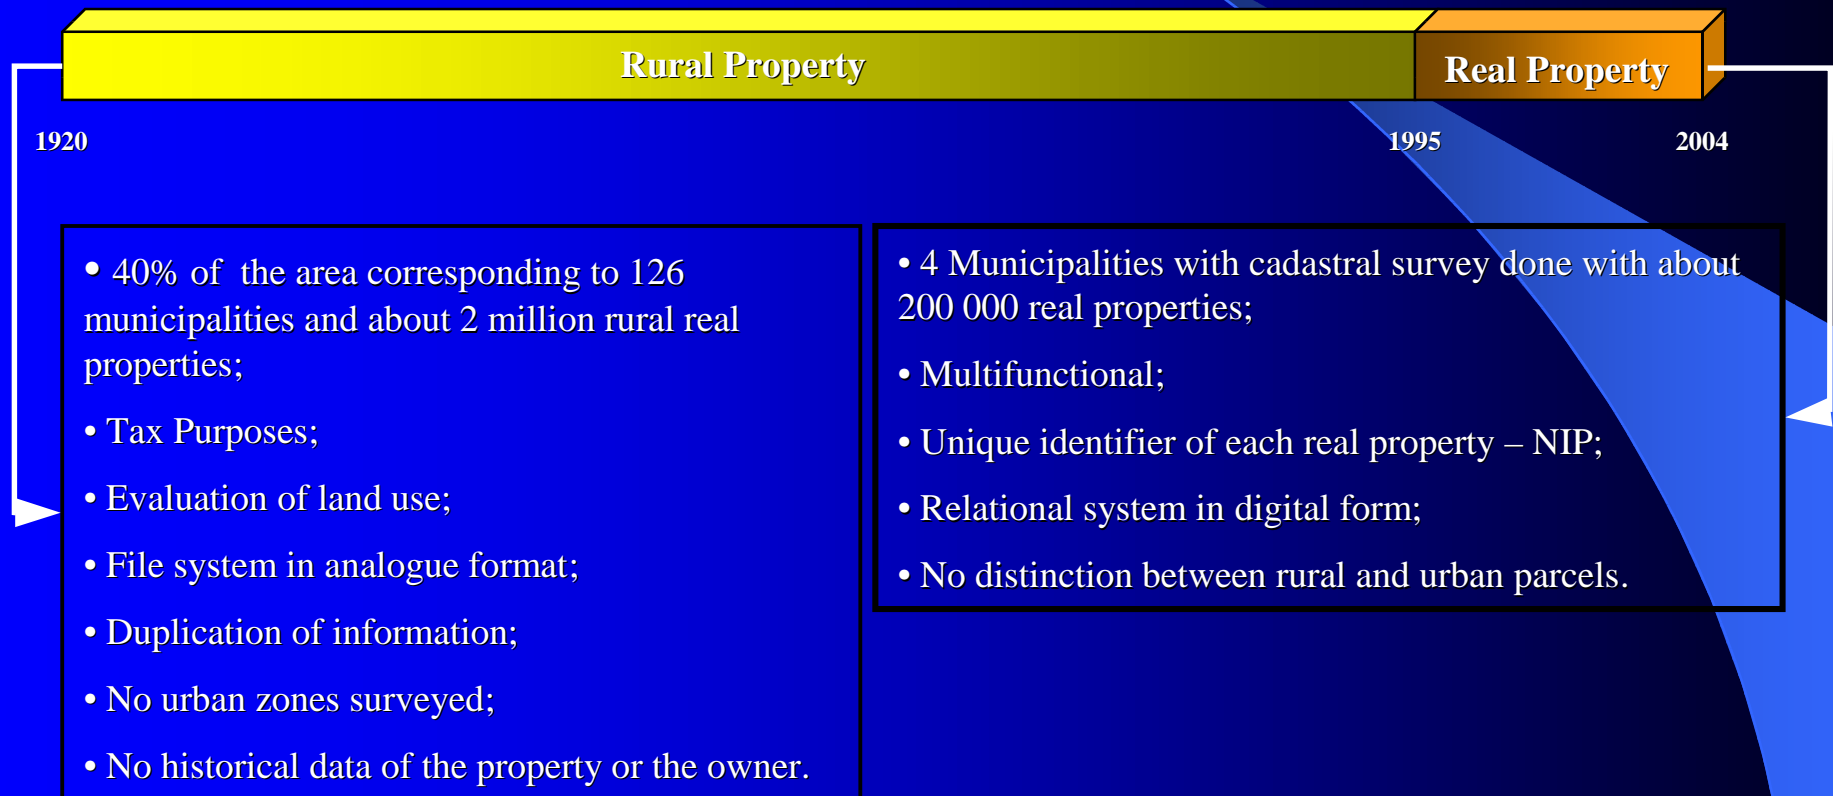 Rural Property
Real Property
1920
1995
2004
• 40% of the area corresponding to 126
municipalities and about 2 million rural real
properties;
• Tax Purposes;
• Evaluation of land use;
• File system in analogue format;
• Duplication of information;
• No urban zones surveyed;
• No historical data of the property or the owner.
• 4 Municipalities with cadastral survey done with about
200 000 real properties;
• Multifunctional;
• Unique identifier of each real property – NIP;
• Relational system in digital form;
• No distinction between rural and urban parcels.